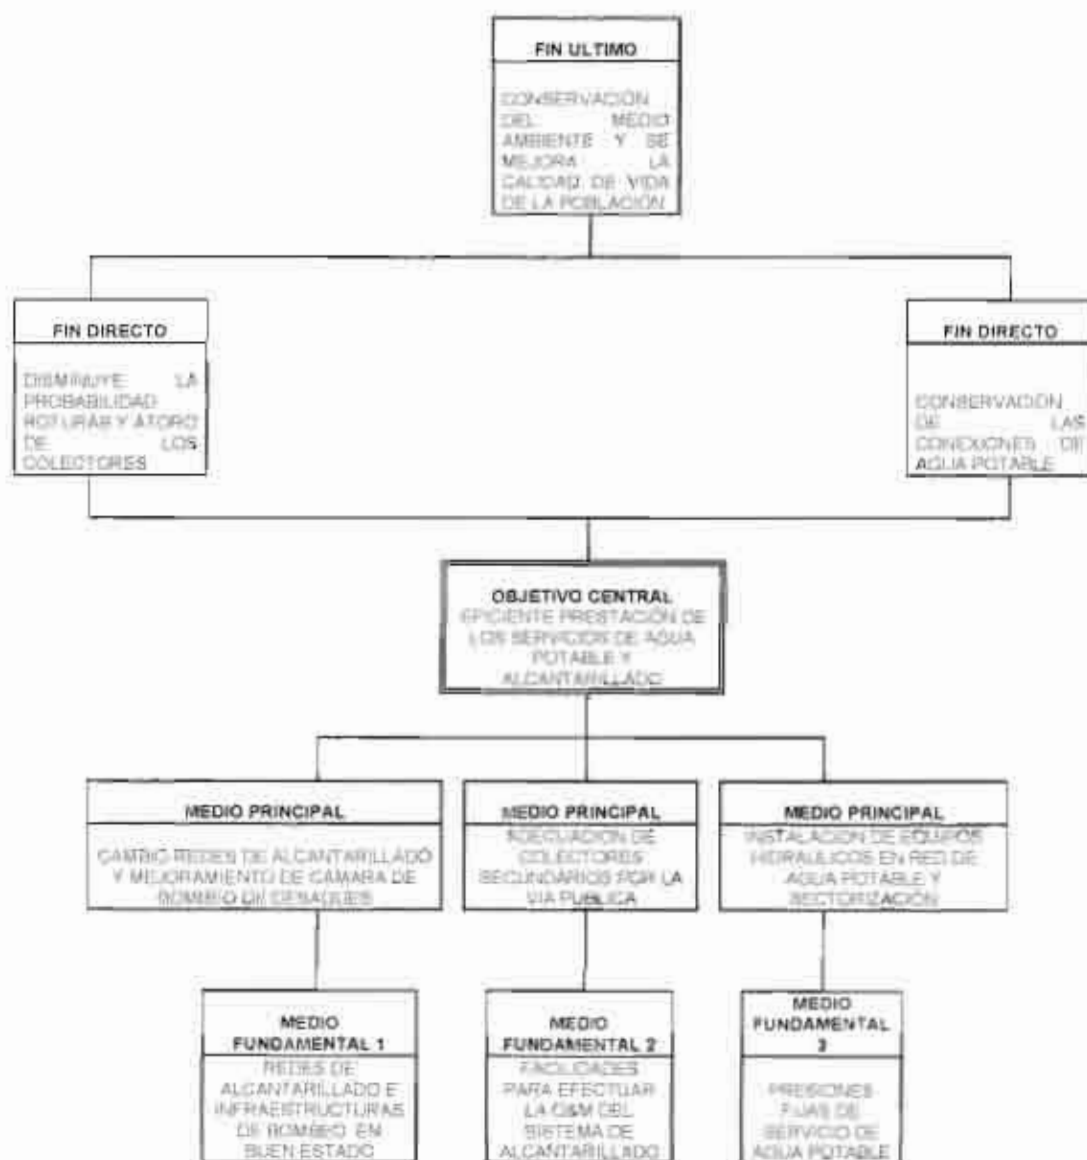 FIN ULTIMO
CONSERVACIÓN
DEL MEDIO
AMBIENTE Y SE
MEJORA LA
CALIDAD DE VIDA
DE LA POBLACIÓN
FIN DIRECTO
DISMINUYE LA
PROBABILIDAD
ROTURAS Y ATORO
DE LOS
COLECTORES
FIN DIRECTO
CONSERVACIÓN
DE LAS
CONEXIONES DE
AGUA POTABLE
OBJETIVO CENTRAL
EFICIENTE PRESTACIÓN DE
LOS SERVICIOS DE AGUA
POTABLE Y
ALCANTARILLADO
MEDIO PRINCIPAL
CAMBIO REDES DE ALCANTARILLADO
Y MEJORAMIENTO DE CÁMARA DE
BOMBEO DE DESAGUES
MEDIO PRINCIPAL
ADECUACION DE
COLECTORES
SECUNDARIOS POR LA
VIA PUBLICA
MEDIO PRINCIPAL
INSTALACION DE EQUIPOS
HIDRAULICOS EN RED DE
AGUA POTABLE Y
SECTORIZACIÓN
MEDIO
FUNDAMENTAL 1
REDES DE
ALCANTARILLADO E
INFRAESTRUCTURAS
DE BOMBEO EN
BUEN ESTADO
MEDIO
FUNDAMENTAL 2
FACILIDADES
PARA EFECTUAR
LA O&M DEL
SISTEMA DE
ALCANTARILLADO
MEDIO
FUNDAMENTAL
3
PRESIONES
FIJAS DE
SERVICIO DE
AGUA POTABLE